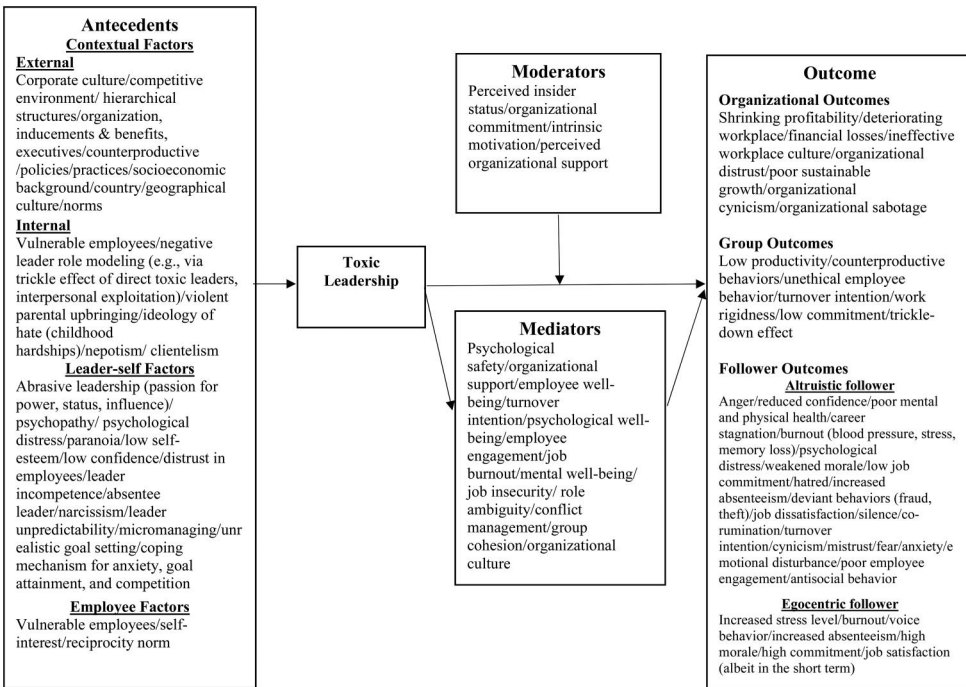 Antecedents
Contextual Factors
External
Corporate culture/competitive
environment/ hierarchical
structures/organization,
inducements & benefits,
executives/counterproductive
/policies/practices/socioeconomic
background/country/geographical
culture/norms
Internal
Vulnerable employees/negative
leader role modeling (e.g., via
trickle effect of direct toxic leaders,
interpersonal exploitation)/violent
parental upbringing/ideology of
hate (childhood
hardships)/nepotism/ clientelism
Leader-self Factors
Abrasive leadership (passion for
power, status, influence)/
psychopathy/ psychological
distress/paranoia/low self-
esteem/low confidence/distrust in
employees/leader
incompetence/absentee
leader/narcissism/leader
unpredictability/micromanaging/unr
ealistic goal setting/coping
mechanism for anxiety, goal
attainment, and competition
Employee Factors
Vulnerable employees/self-
interest/reciprocity norm
Toxic
Leadership
Moderators
Perceived insider
status/organizational
commitment/intrinsic
motivation/perceived
organizational support
Mediators
Psychological
safety/organizational
support/employee well-
being/turnover
intention/psychological well-
being/employee
engagement/job
burnout/mental well-being/
job insecurity/ role
ambiguity/conflict
management/group
cohesion/organizational
culture
Outcome
Organizational Outcomes
Shrinking profitability/deteriorating
workplace/financial losses/ineffective
workplace culture/organizational
distrust/poor sustainable
growth/organizational
cynicism/organizational sabotage
Group Outcomes
Low productivity/counterproductive
behaviors/unethical employee
behavior/turnover intention/work
rigidness/low commitment/trickle-
down effect
Follower Outcomes
Altruistic follower
Anger/reduced confidence/poor mental
and physical health/career
stagnation/burnout (blood pressure, stress,
memory loss)/psychological
distress/weakened morale/low job
commitment/hatred/increased
absenteeism/deviant behaviors (fraud,
theft)/job dissatisfaction/silence/co-
rumination/turnover
intention/cynicism/mistrust/fear/anxiety/e
motional disturbance/poor employee
engagement/antisocial behavior
Egocentric follower
Increased stress level/burnout/voice
behavior/increased absenteeism/high
morale/high commitment/job satisfaction
(albeit in the short term)